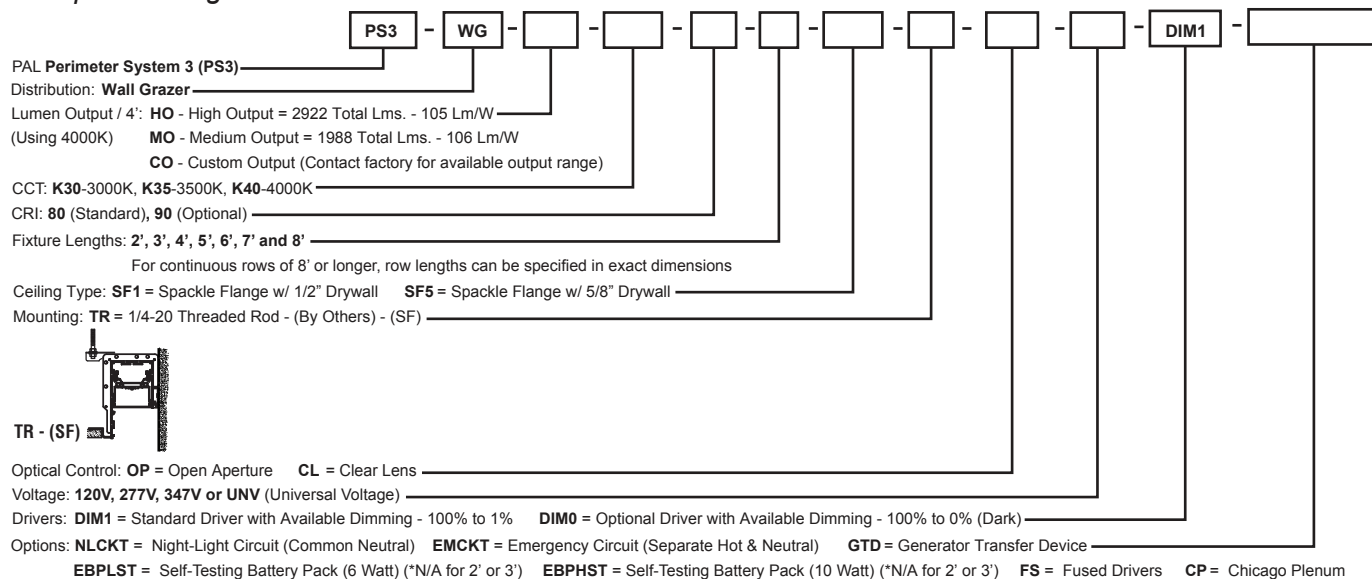 PS3 - WG - - - - - - - - - DIM1 -
PAL Perimeter System 3 (PS3)
Distribution: Wall Grazer
Lumen Output / 4': HO - High Output = 2922 Total Lms. - 105 Lm/W
(Using 4000K) MO - Medium Output = 1988 Total Lms. - 106 Lm/W
CO - Custom Output (Contact factory for available output range)
CCT: K30-3000K, K35-3500K, K40-4000K
CRI: 80 (Standard), 90 (Optional)
Fixture Lengths: 2', 3', 4', 5', 6', 7' and 8'
For continuous rows of 8' or longer, row lengths can be specified in exact dimensions
Ceiling Type: SF1 = Spackle Flange w/ 1/2" Drywall SF5 = Spackle Flange w/ 5/8" Drywall
Mounting: TR = 1/4-20 Threaded Rod - (By Others) - (SF)
TR - (SF)
Optical Control: OP = Open Aperture CL = Clear Lens
Voltage: 120V, 277V, 347V or UNV (Universal Voltage)
Drivers: DIM1 = Standard Driver with Available Dimming - 100% to 1% DIM0 = Optional Driver with Available Dimming - 100% to 0% (Dark)
Options: NLCKT = Night-Light Circuit (Common Neutral) EMCKT = Emergency Circuit (Separate Hot & Neutral) GTD = Generator Transfer Device
EBPLST = Self-Testing Battery Pack (6 Watt) (*N/A for 2' or 3') EBPHST = Self-Testing Battery Pack (10 Watt) (*N/A for 2' or 3') FS = Fused Drivers CP = Chicago Plenum